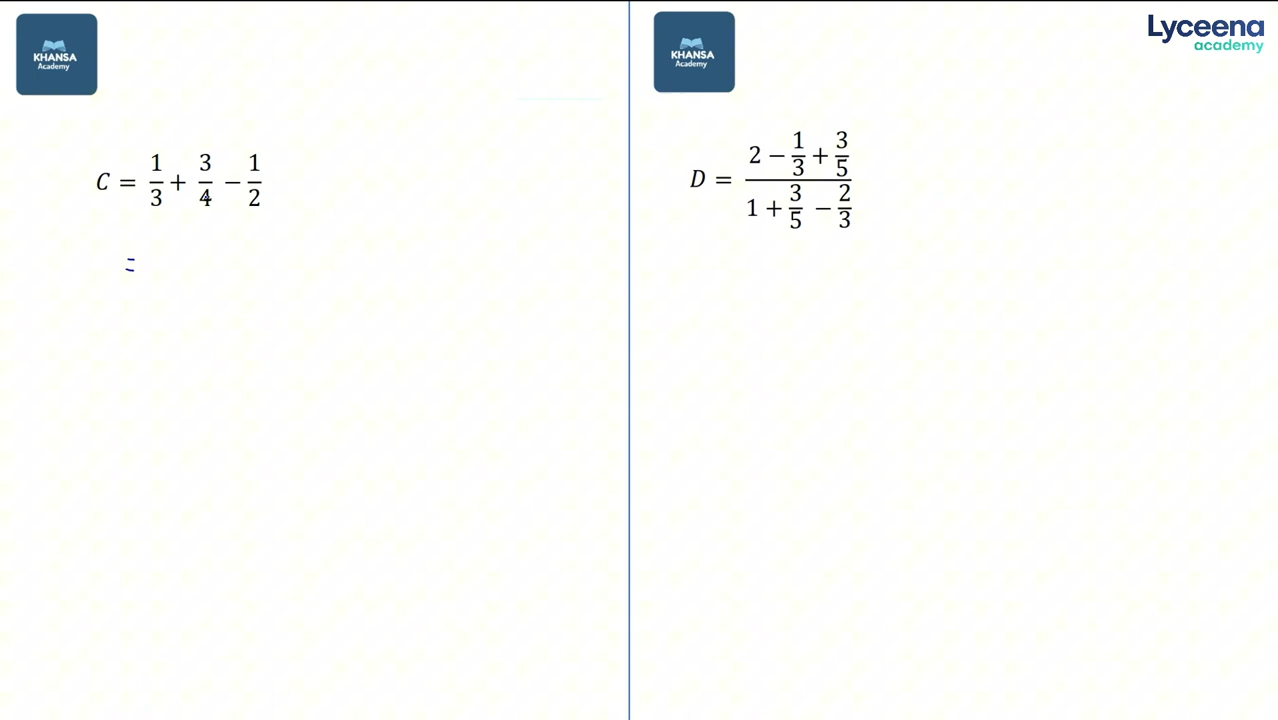 KHANSA
Academy
C = 1/3 + 3/4 − 1/2
=
KHANSA
Academy
Lyceena
academy
D = (2 − 1/3 + 3/5) / (1 + 3/5 − 2/3)